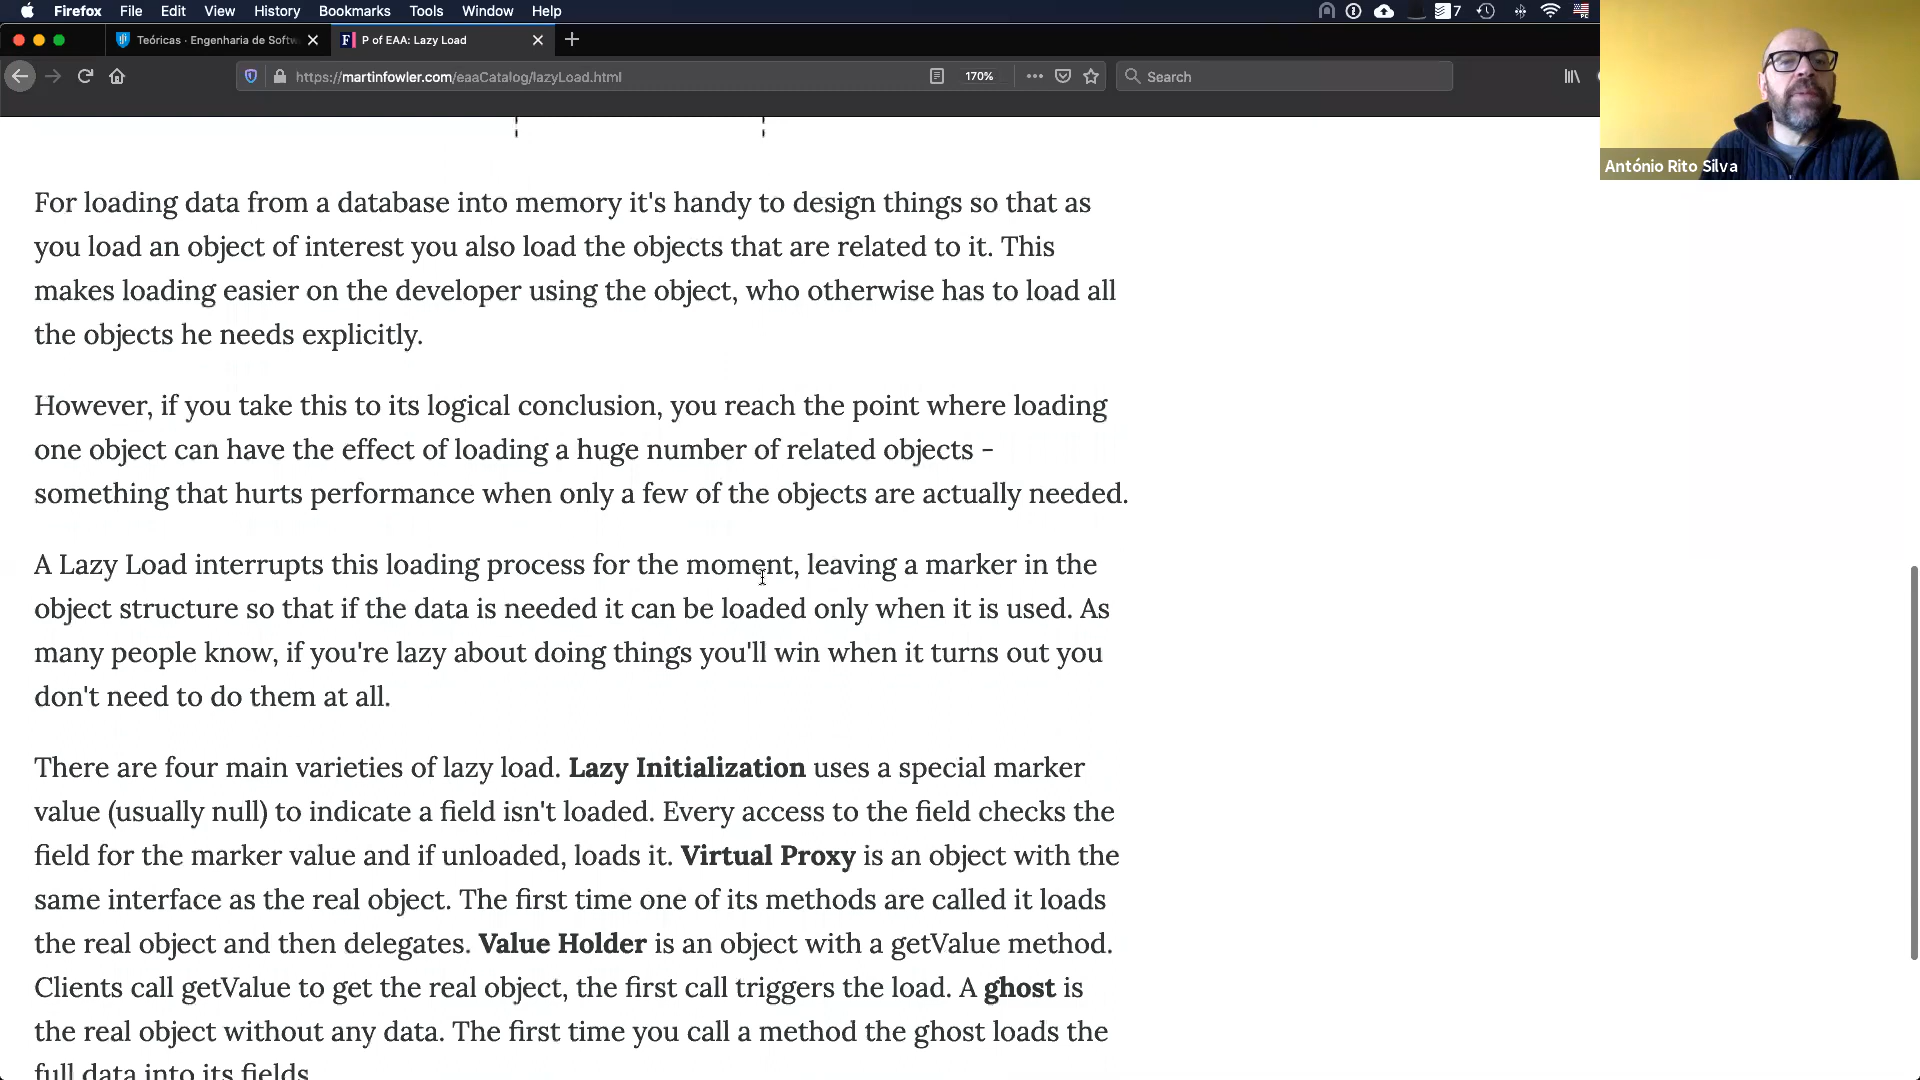 Firefox File Edit View History Bookmarks Tools Window Help 7
Teóricas · Engenharia de Softw P of EAA: Lazy Load
https://martinfowler.com/eaaCatalog/lazyLoad.html 170% Search
António Rito Silva
For loading data from a database into memory it's handy to design things so that as
you load an object of interest you also load the objects that are related to it. This
makes loading easier on the developer using the object, who otherwise has to load all
the objects he needs explicitly.
However, if you take this to its logical conclusion, you reach the point where loading
one object can have the effect of loading a huge number of related objects -
something that hurts performance when only a few of the objects are actually needed.
A Lazy Load interrupts this loading process for the moment, leaving a marker in the
object structure so that if the data is needed it can be loaded only when it is used. As
many people know, if you're lazy about doing things you'll win when it turns out you
don't need to do them at all.
There are four main varieties of lazy load. Lazy Initialization uses a special marker
value (usually null) to indicate a field isn't loaded. Every access to the field checks the
field for the marker value and if unloaded, loads it. Virtual Proxy is an object with the
same interface as the real object. The first time one of its methods are called it loads
the real object and then delegates. Value Holder is an object with a getValue method.
Clients call getValue to get the real object, the first call triggers the load. A ghost is
the real object without any data. The first time you call a method the ghost loads the
full data into its fields.